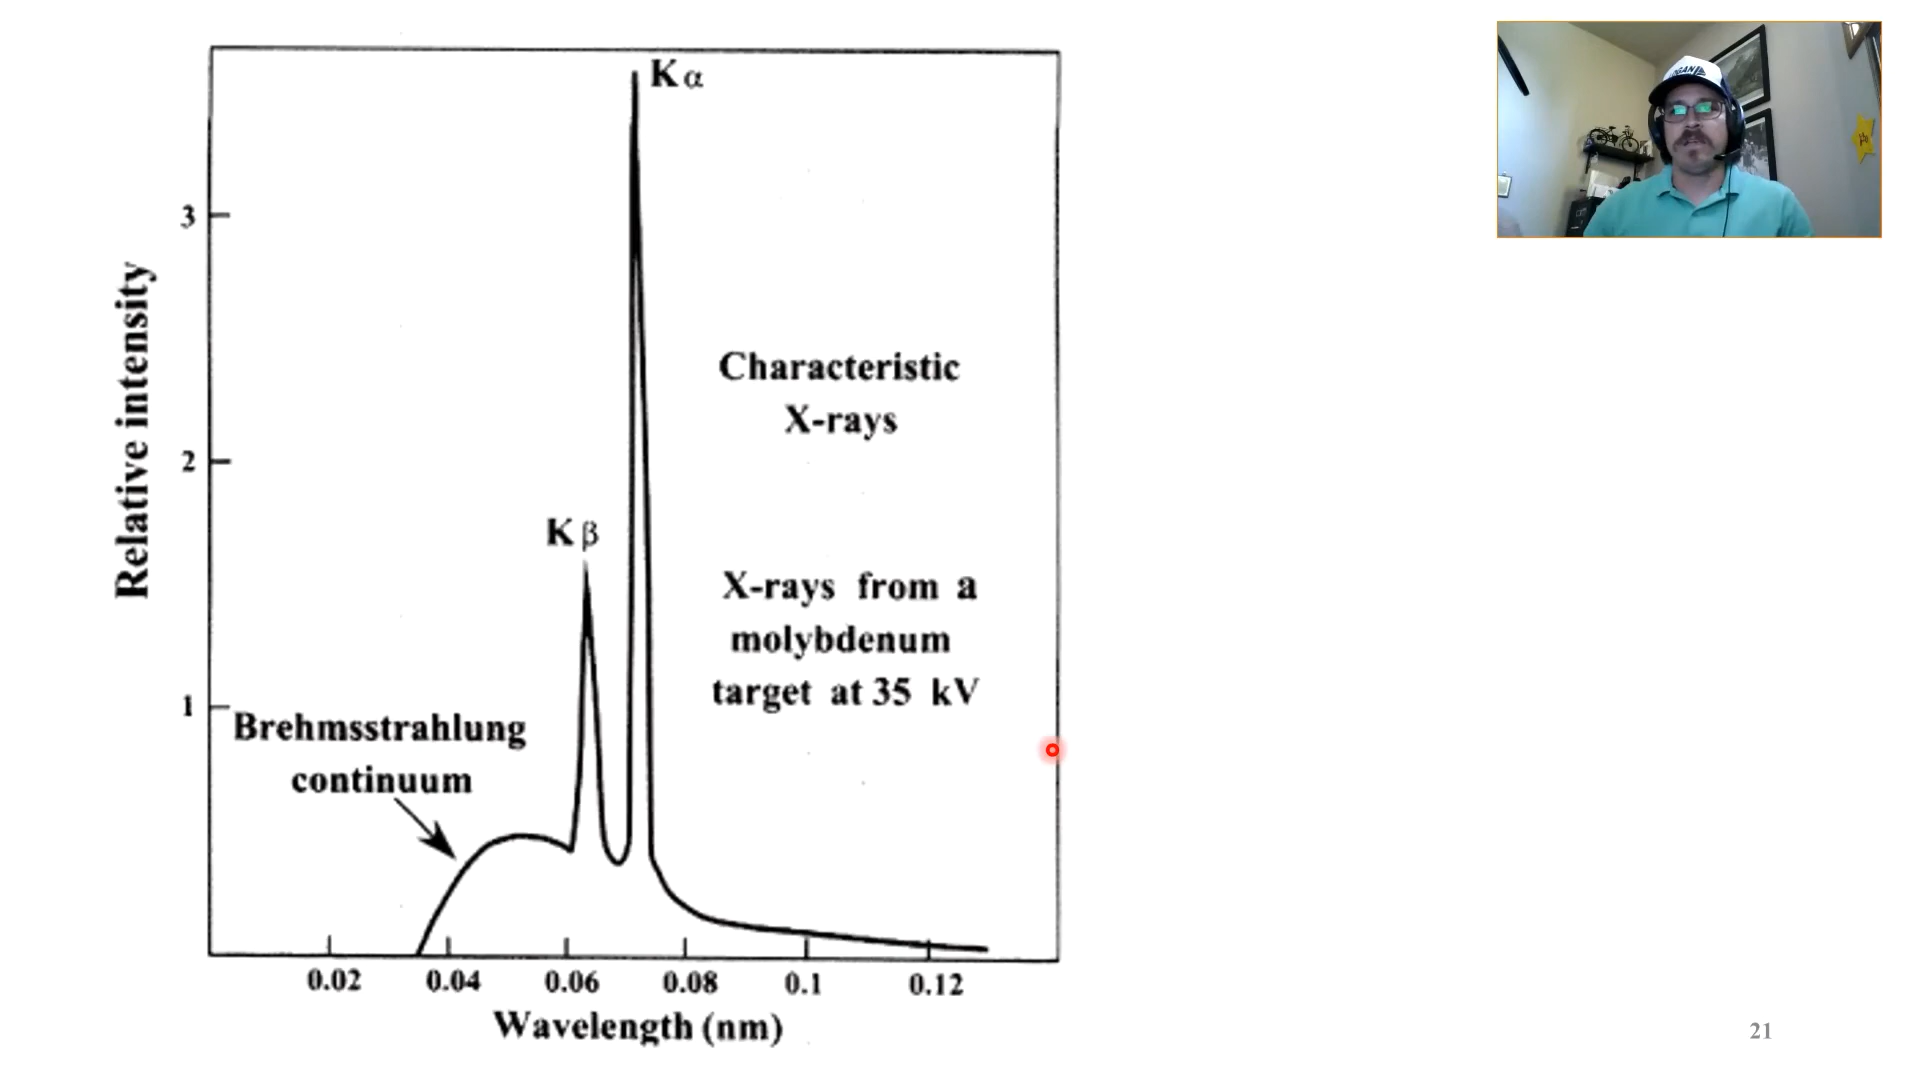 Kα
3
Characteristic
X-rays
2
Relative intensity
Kβ
X-rays from a
molybdenum
target at 35 kV
1
Brehmsstrahlung
continuum
0.02 0.04 0.06 0.08 0.1 0.12
Wavelength (nm)
21